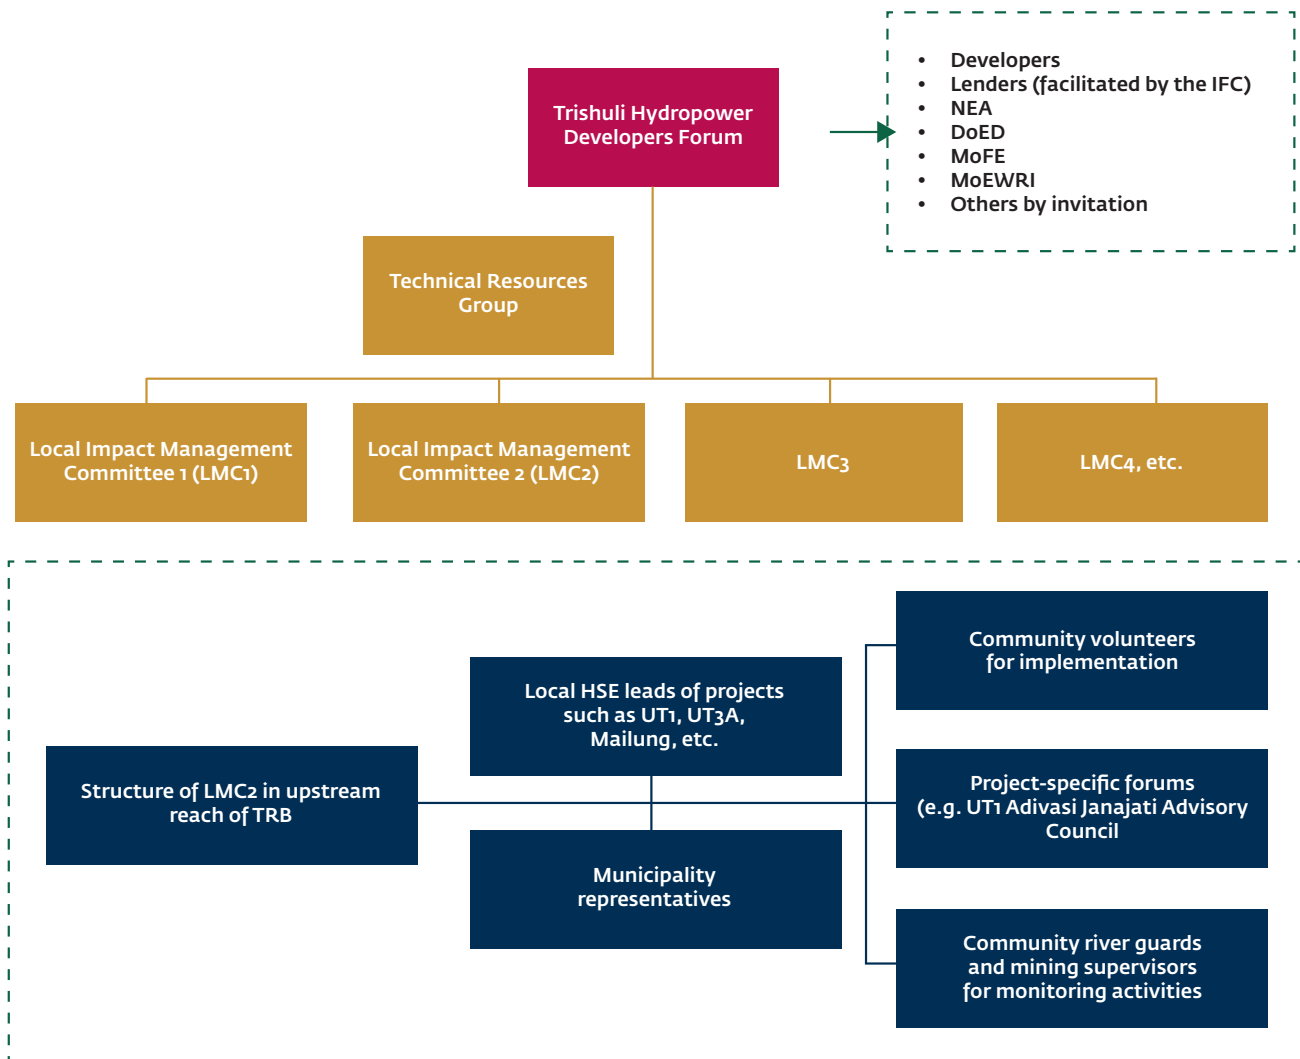 Trishuli Hydropower
Developers Forum
• Developers
• Lenders (facilitated by the IFC)
• NEA
• DoED
• MoFE
• MoEWRI
• Others by invitation
Technical Resources
Group
Local Impact Management
Committee 1 (LMC1)
Local Impact Management
Committee 2 (LMC2)
LMC3
LMC4, etc.
Structure of LMC2 in upstream
reach of TRB
Local HSE leads of projects
such as UT1, UT3A,
Mailung, etc.
Municipality
representatives
Community volunteers
for implementation
Project-specific forums
(e.g. UT1 Adivasi Janajati Advisory
Council
Community river guards
and mining supervisors
for monitoring activities